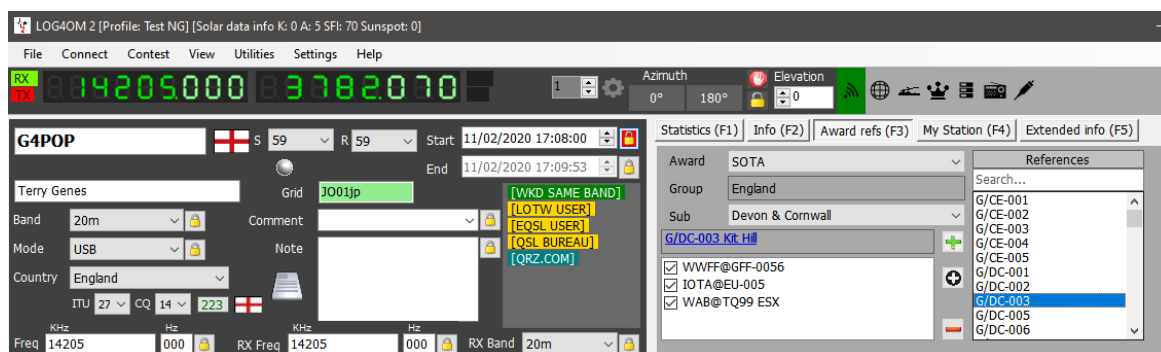 LOG4OM 2 [Profile: Test NG] [Solar data info K: 0 A: 5 SFI: 70 Sunspot: 0]
File Connect Contest View Utilities Settings Help
RX 14205.000 3782.070 1 Azimuth Elevation
TX 0° 180° 0
G4POP S 59 R 59 Start 11/02/2020 17:08:00
End 11/02/2020 17:09:53
Terry Genes Grid JO01jp
Band 20m Comment
Mode USB Note
Country England
ITU 27 CQ 14 223
KHz Hz KHz Hz
Freq 14205 000 RX Freq 14205 000 RX Band 20m
[WKD SAME BAND]
[LOTW USER]
[EQSL USER]
[QSL BUREAU]
[QRZ.COM]
Statistics (F1) Info (F2) Award refs (F3) My Station (F4) Extended info (F5)
Award SOTA
Group England
Sub Devon & Cornwall
G/DC-003 Kit Hill
WWFF@GFF-0056
IOTA@EU-005
WAB@TQ99 ESX
References
Search...
G/CE-001
G/CE-002
G/CE-003
G/CE-004
G/CE-005
G/DC-001
G/DC-002
G/DC-003
G/DC-005
G/DC-006